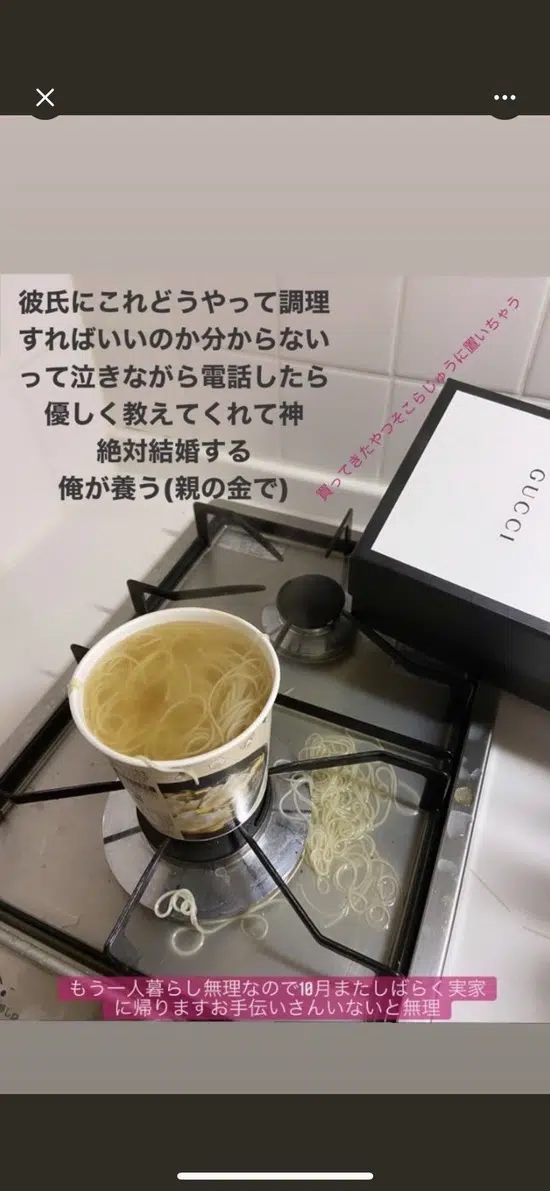 彼氏にこれどうやって調理
すればいいのか分からない
って泣きながら電話したら
優しく教えてくれて神
絶対結婚する
俺が養う(親の金で)
買ってきたやつそこらじゅうに置いちゃう
GUCCI
もう一人暮らし無理なので10月またしばらく実家
に帰りますお手伝いさんいないと無理